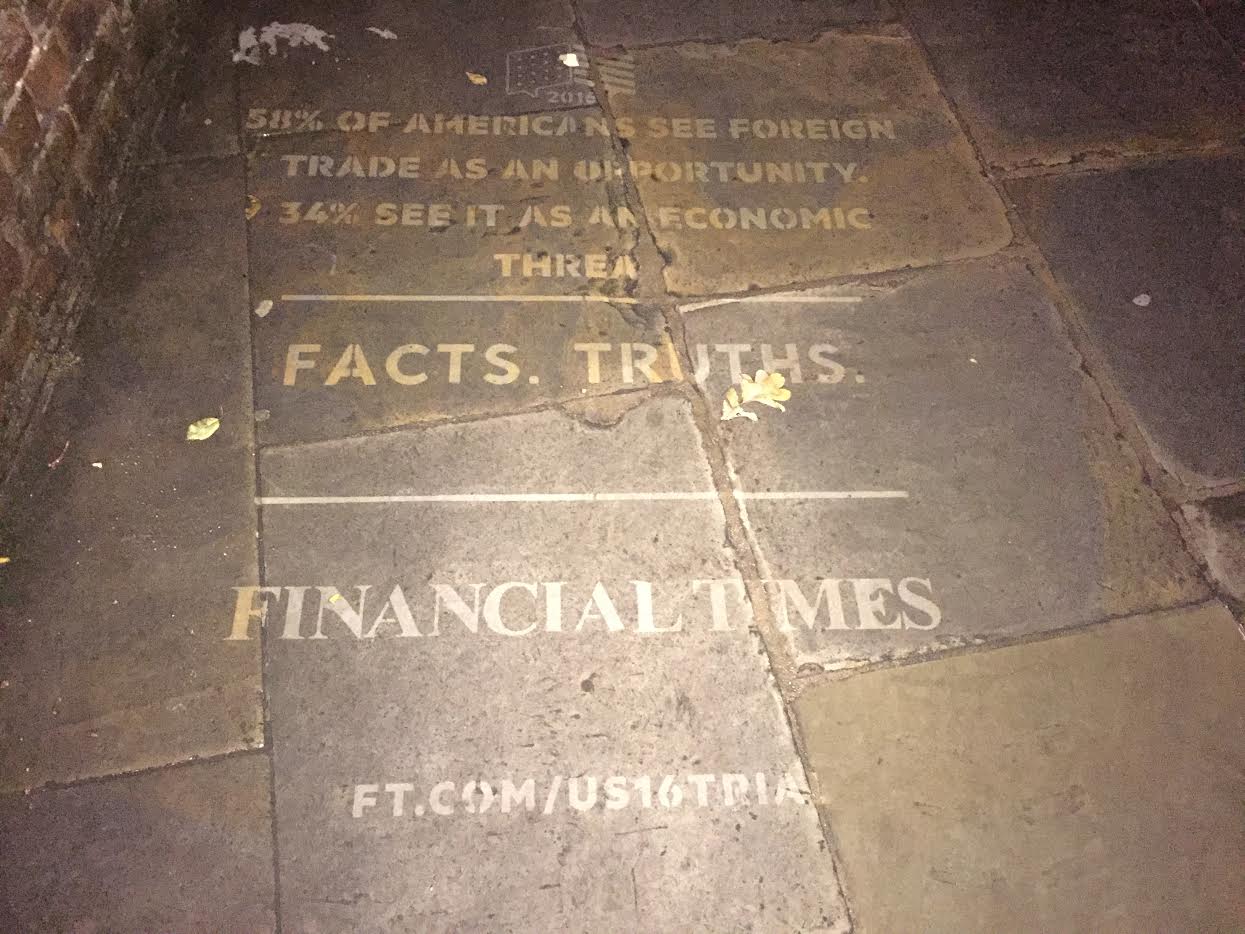 2016
58% OF AMERICANS SEE FOREIGN
TRADE AS AN OPPORTUNITY.
34% SEE IT AS AN ECONOMIC
THREA
FACTS. TRUTHS.
FINANCIAL TIMES
FT.COM/US16TRIA